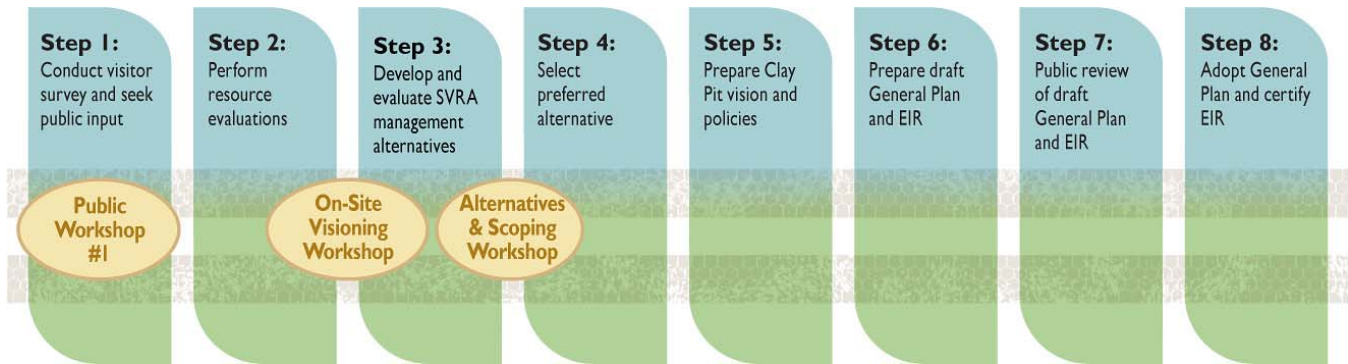 Step 1:
Conduct visitor
survey and seek
public input
Step 2:
Perform
resource
evaluations
Step 3:
Develop and
evaluate SVRA
management
alternatives
Step 4:
Select
preferred
alternative
Step 5:
Prepare Clay
Pit vision and
policies
Step 6:
Prepare draft
General Plan
and EIR
Step 7:
Public review
of draft
General Plan
and EIR
Step 8:
Adopt General
Plan and certify
EIR
Public
Workshop
#1
On-Site
Visioning
Workshop
Alternatives
& Scoping
Workshop